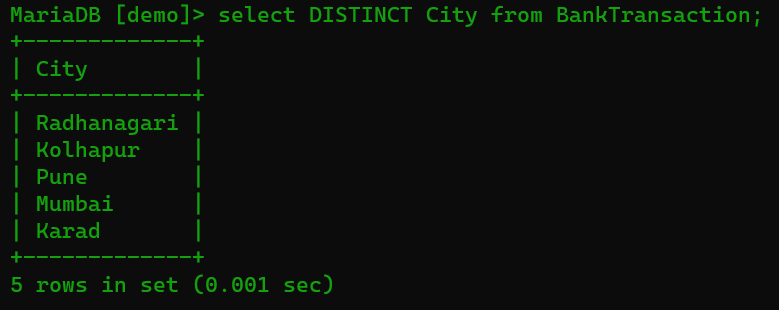 MariaDB [demo]> select DISTINCT City from BankTransaction;
+-------------+
| City        |
+-------------+
| Radhanagari |
| Kolhapur    |
| Pune        |
| Mumbai      |
| Karad       |
+-------------+
5 rows in set (0.001 sec)